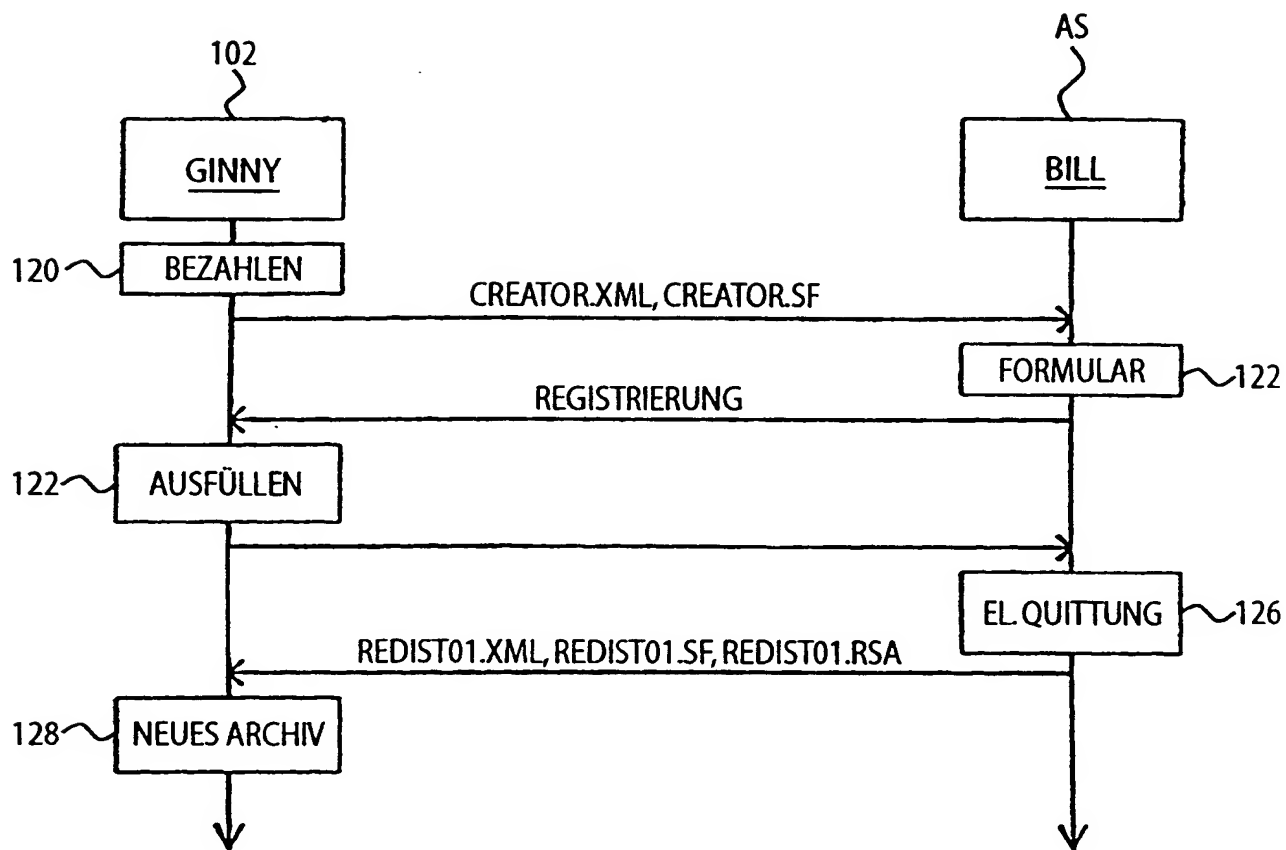 102
AS
GINNY
BILL
120
BEZAHLEN
CREATOR.XML, CREATOR.SF
FORMULAR
122
REGISTRIERUNG
122
AUSFÜLLEN
EL. QUITTUNG
126
REDIST01.XML, REDIST01.SF, REDIST01.RSA
128
NEUES ARCHIV